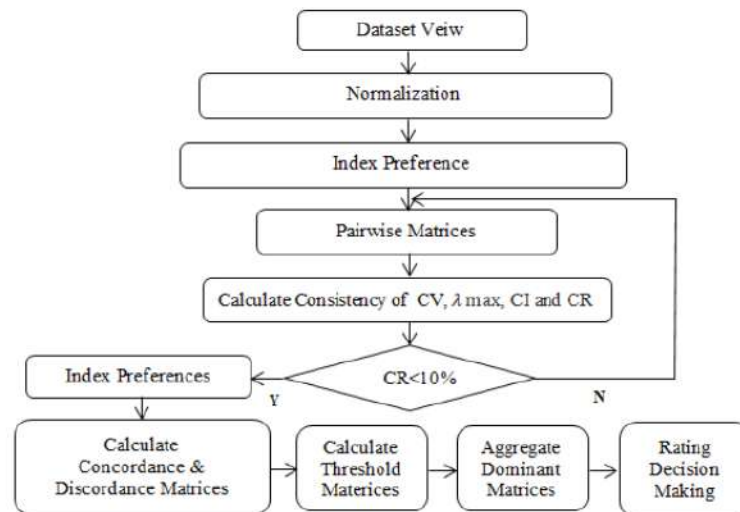 Dataset Veiw
Normalization
Index Preference
Pairwise Matrices
Calculate Consistency of CV, λ max, CI and CR
CR<10%
Y
N
Index Preferences
Calculate
Concordance &
Discordance Matrices
Calculate
Threshold
Materices
Aggregate
Dominant
Matrices
Rating
Decision
Making